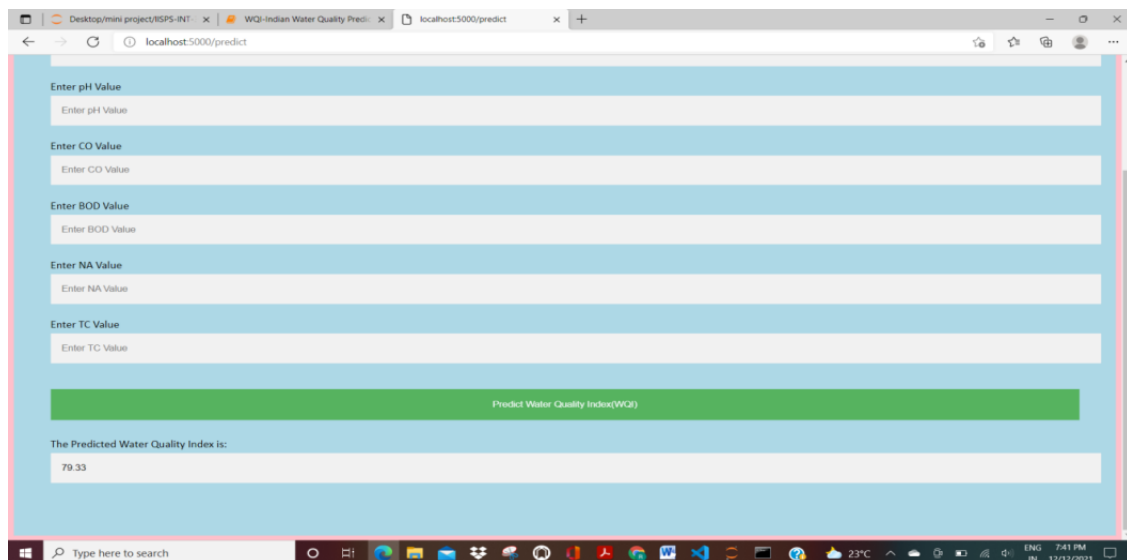 Desktop/mini project/IISPS-INT-
WQI-Indian Water Quality Predic
localhost:5000/predict
localhost:5000/predict
Enter pH Value
Enter pH Value
Enter CO Value
Enter CO Value
Enter BOD Value
Enter BOD Value
Enter NA Value
Enter NA Value
Enter TC Value
Enter TC Value
Predict Water Quality Index(WQI)
The Predicted Water Quality Index is:
79.33
Type here to search
23°C
ENG
7:41 PM
IN